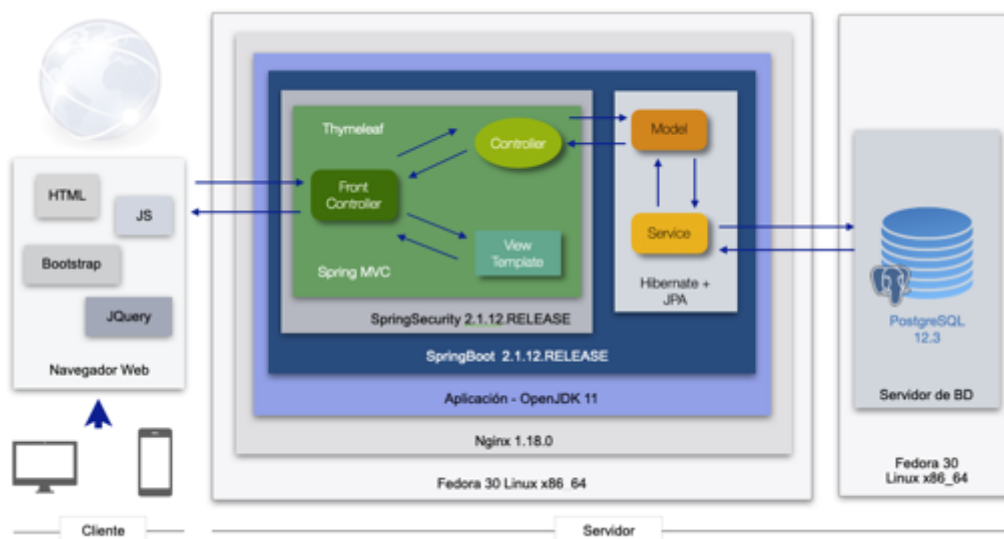 HTML
JS
Bootstrap
JQuery
Navegador Web
Cliente
Thymeleaf
Controller
Front
Controller
View
Template
Spring MVC
SpringSecurity 2.1.12.RELEASE
Model
Service
Hibernate +
JPA
SpringBoot 2.1.12.RELEASE
Aplicación - OpenJDK 11
Nginx 1.18.0
Fedora 30 Linux x86_64
PostgreSQL
12.3
Servidor de BD
Fedora 30
Linux x86_64
Servidor